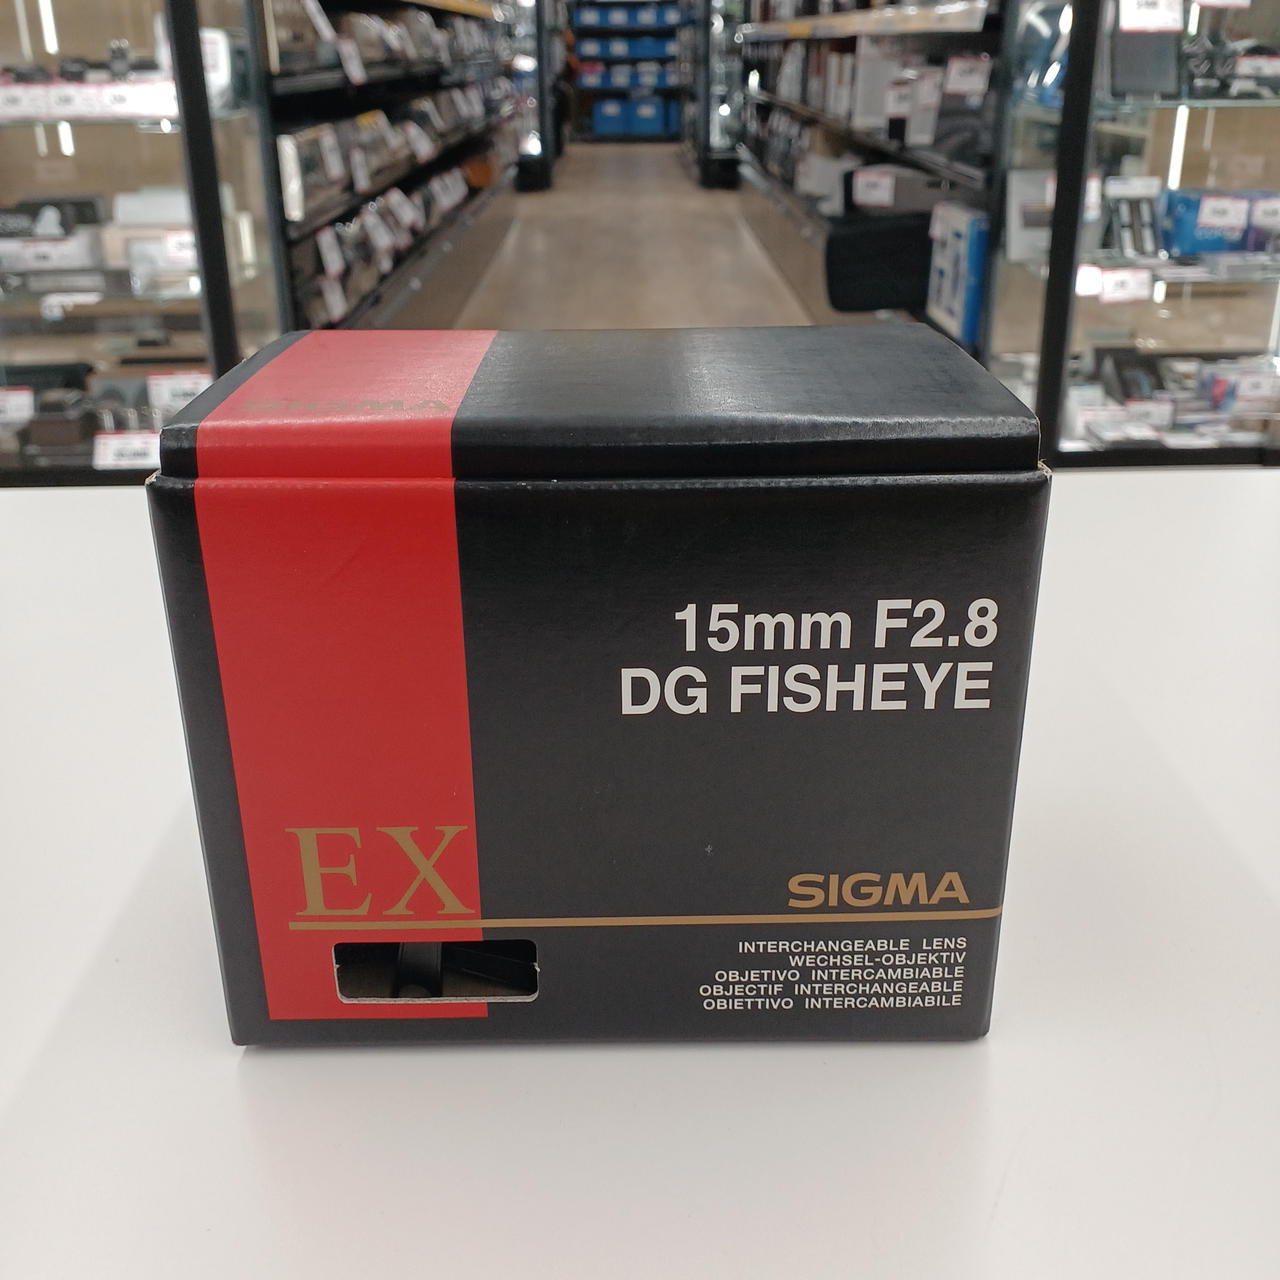 SIGMA
15mm F2.8
DG FISHEYE
EX
SIGMA
INTERCHANGEABLE LENS
WECHSEL-OBJEKTIV
OBJETIVO INTERCAMBIABLE
OBJECTIF INTERCHANGEABLE
OBIETTIVO INTERCAMBIABILE